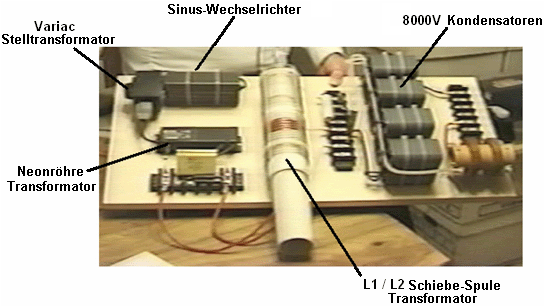 Sinus-Wechselrichter
Variac
Stelltransformator
8000V Kondensatoren
Neonröhre
Transformator
L1 / L2 Schiebe-Spule
Transformator